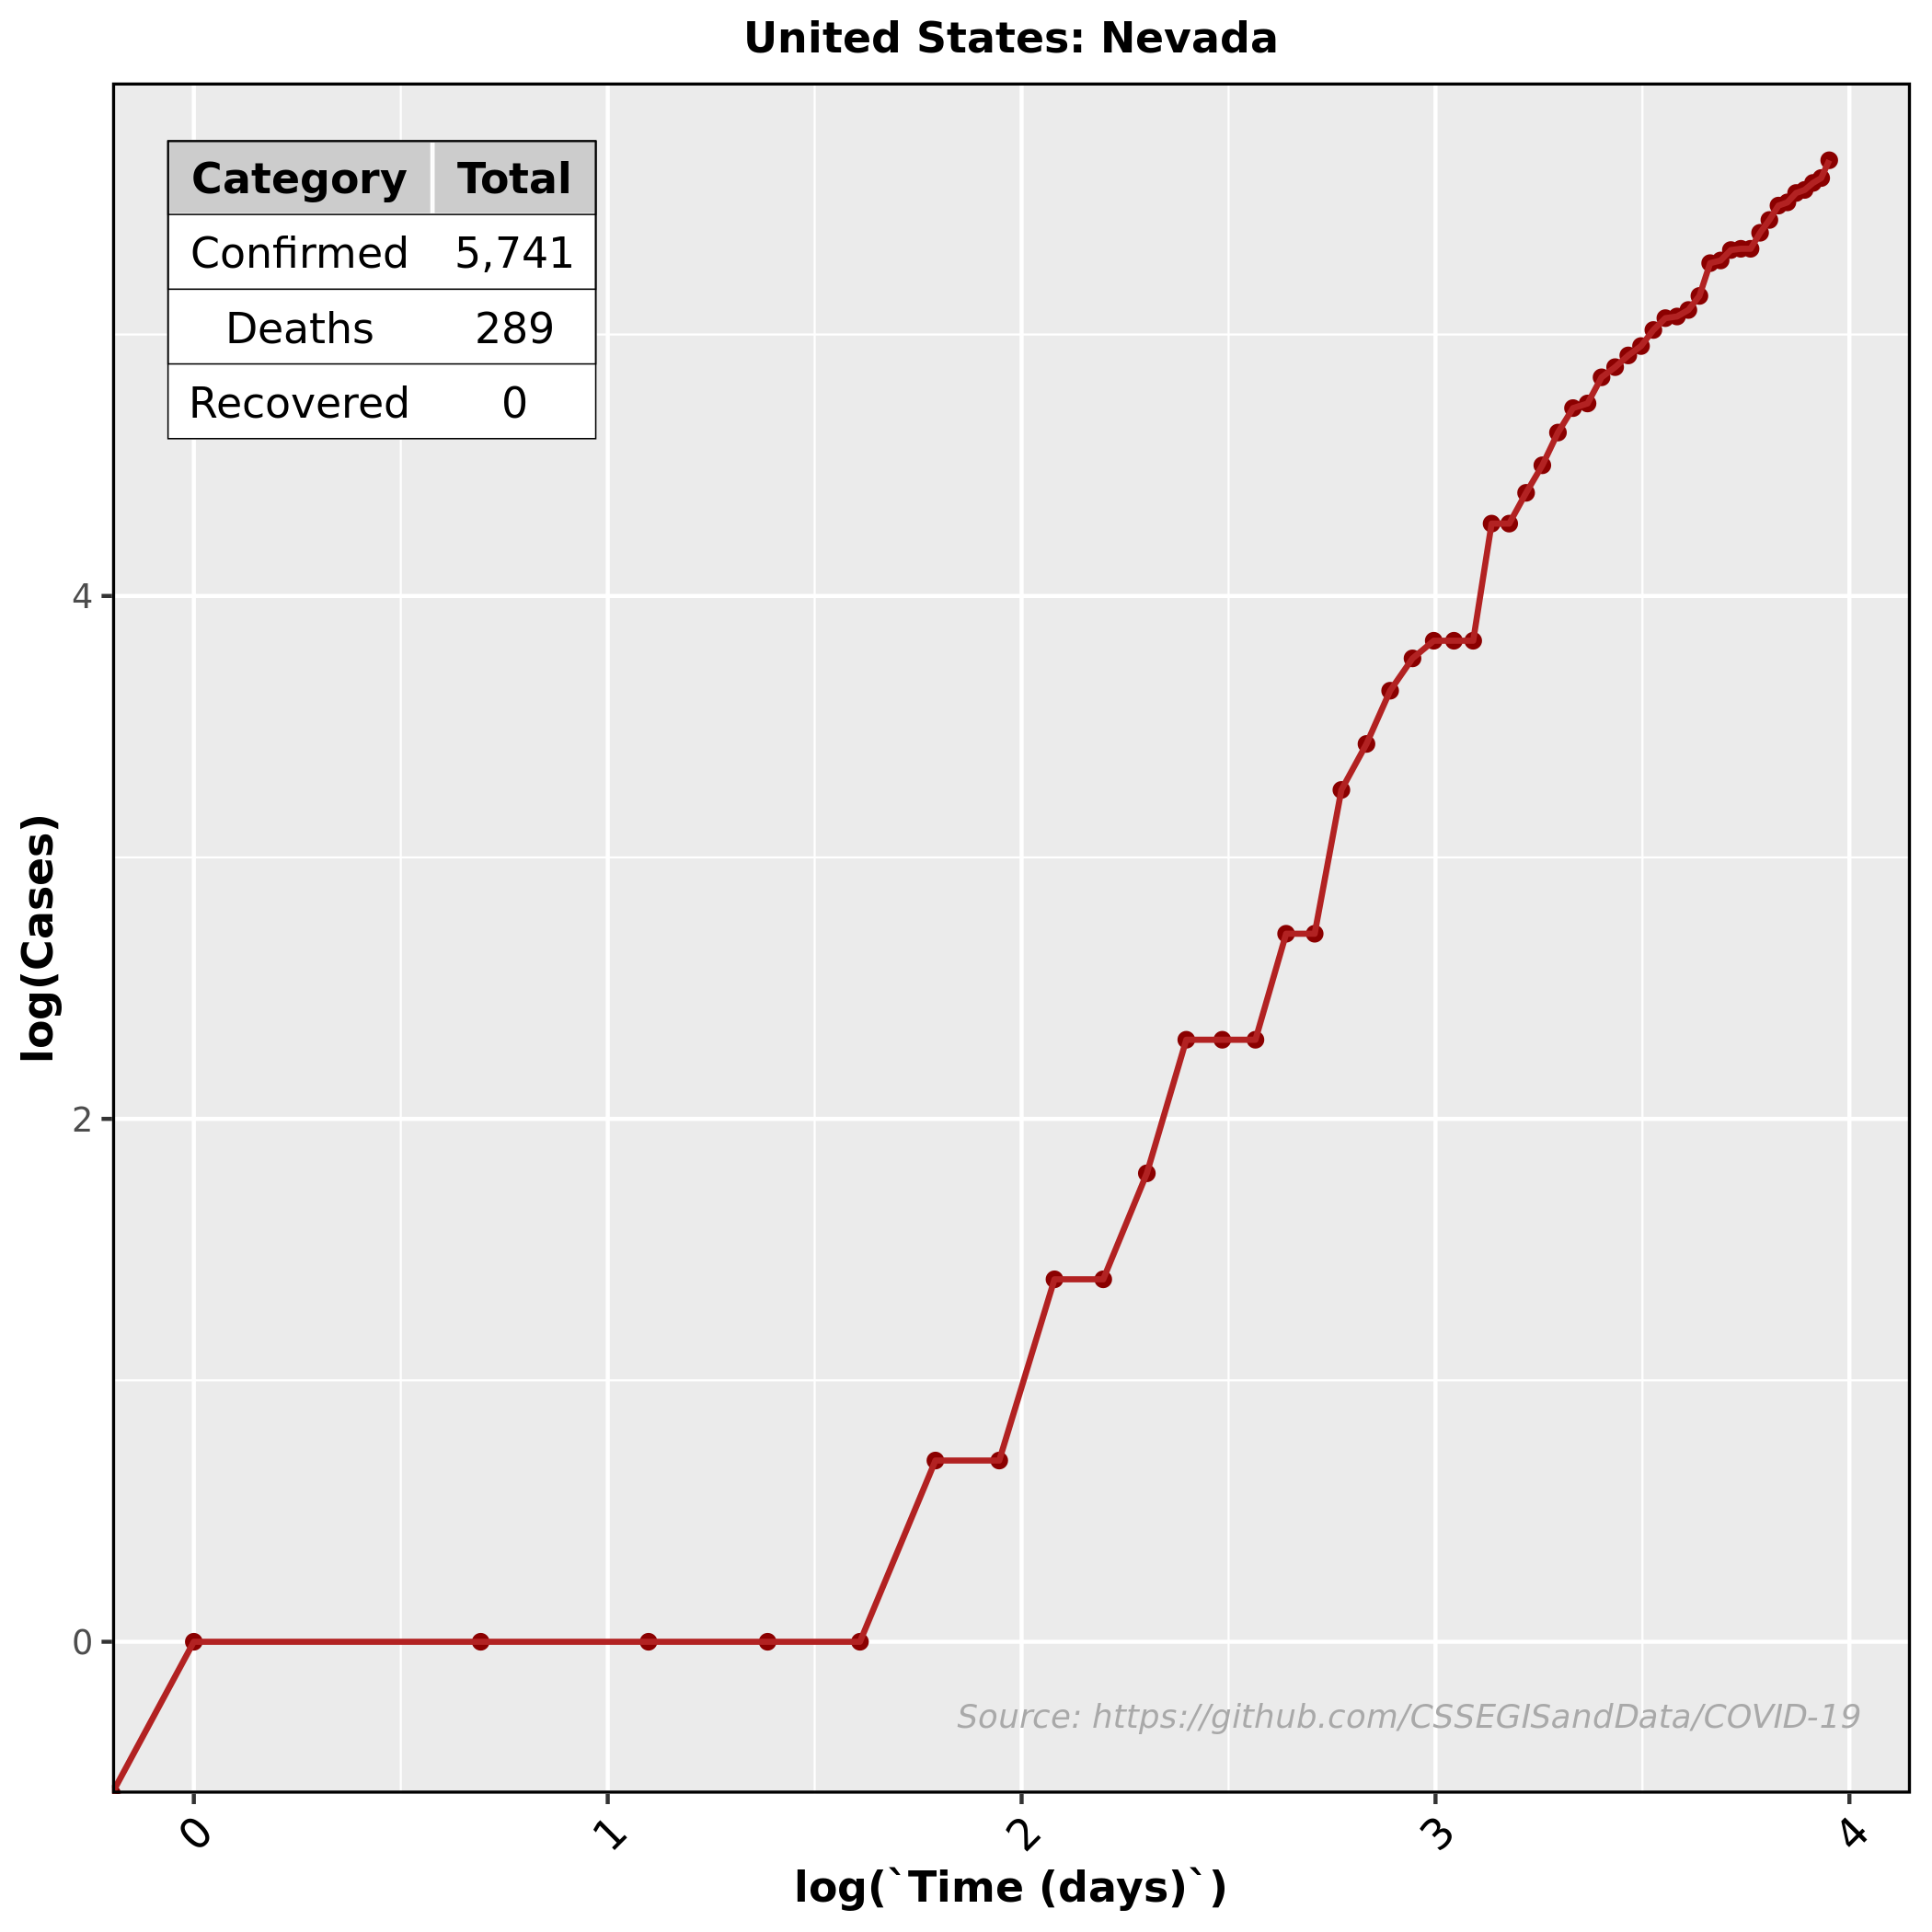 United States: Nevada
Category Total
Confirmed 5,741
Deaths 289
Recovered 0
4
2
0
log(Cases)
Source: https://github.com/CSSEGISandData/COVID-19
0 1 2 3 4
log(`Time (days)`)